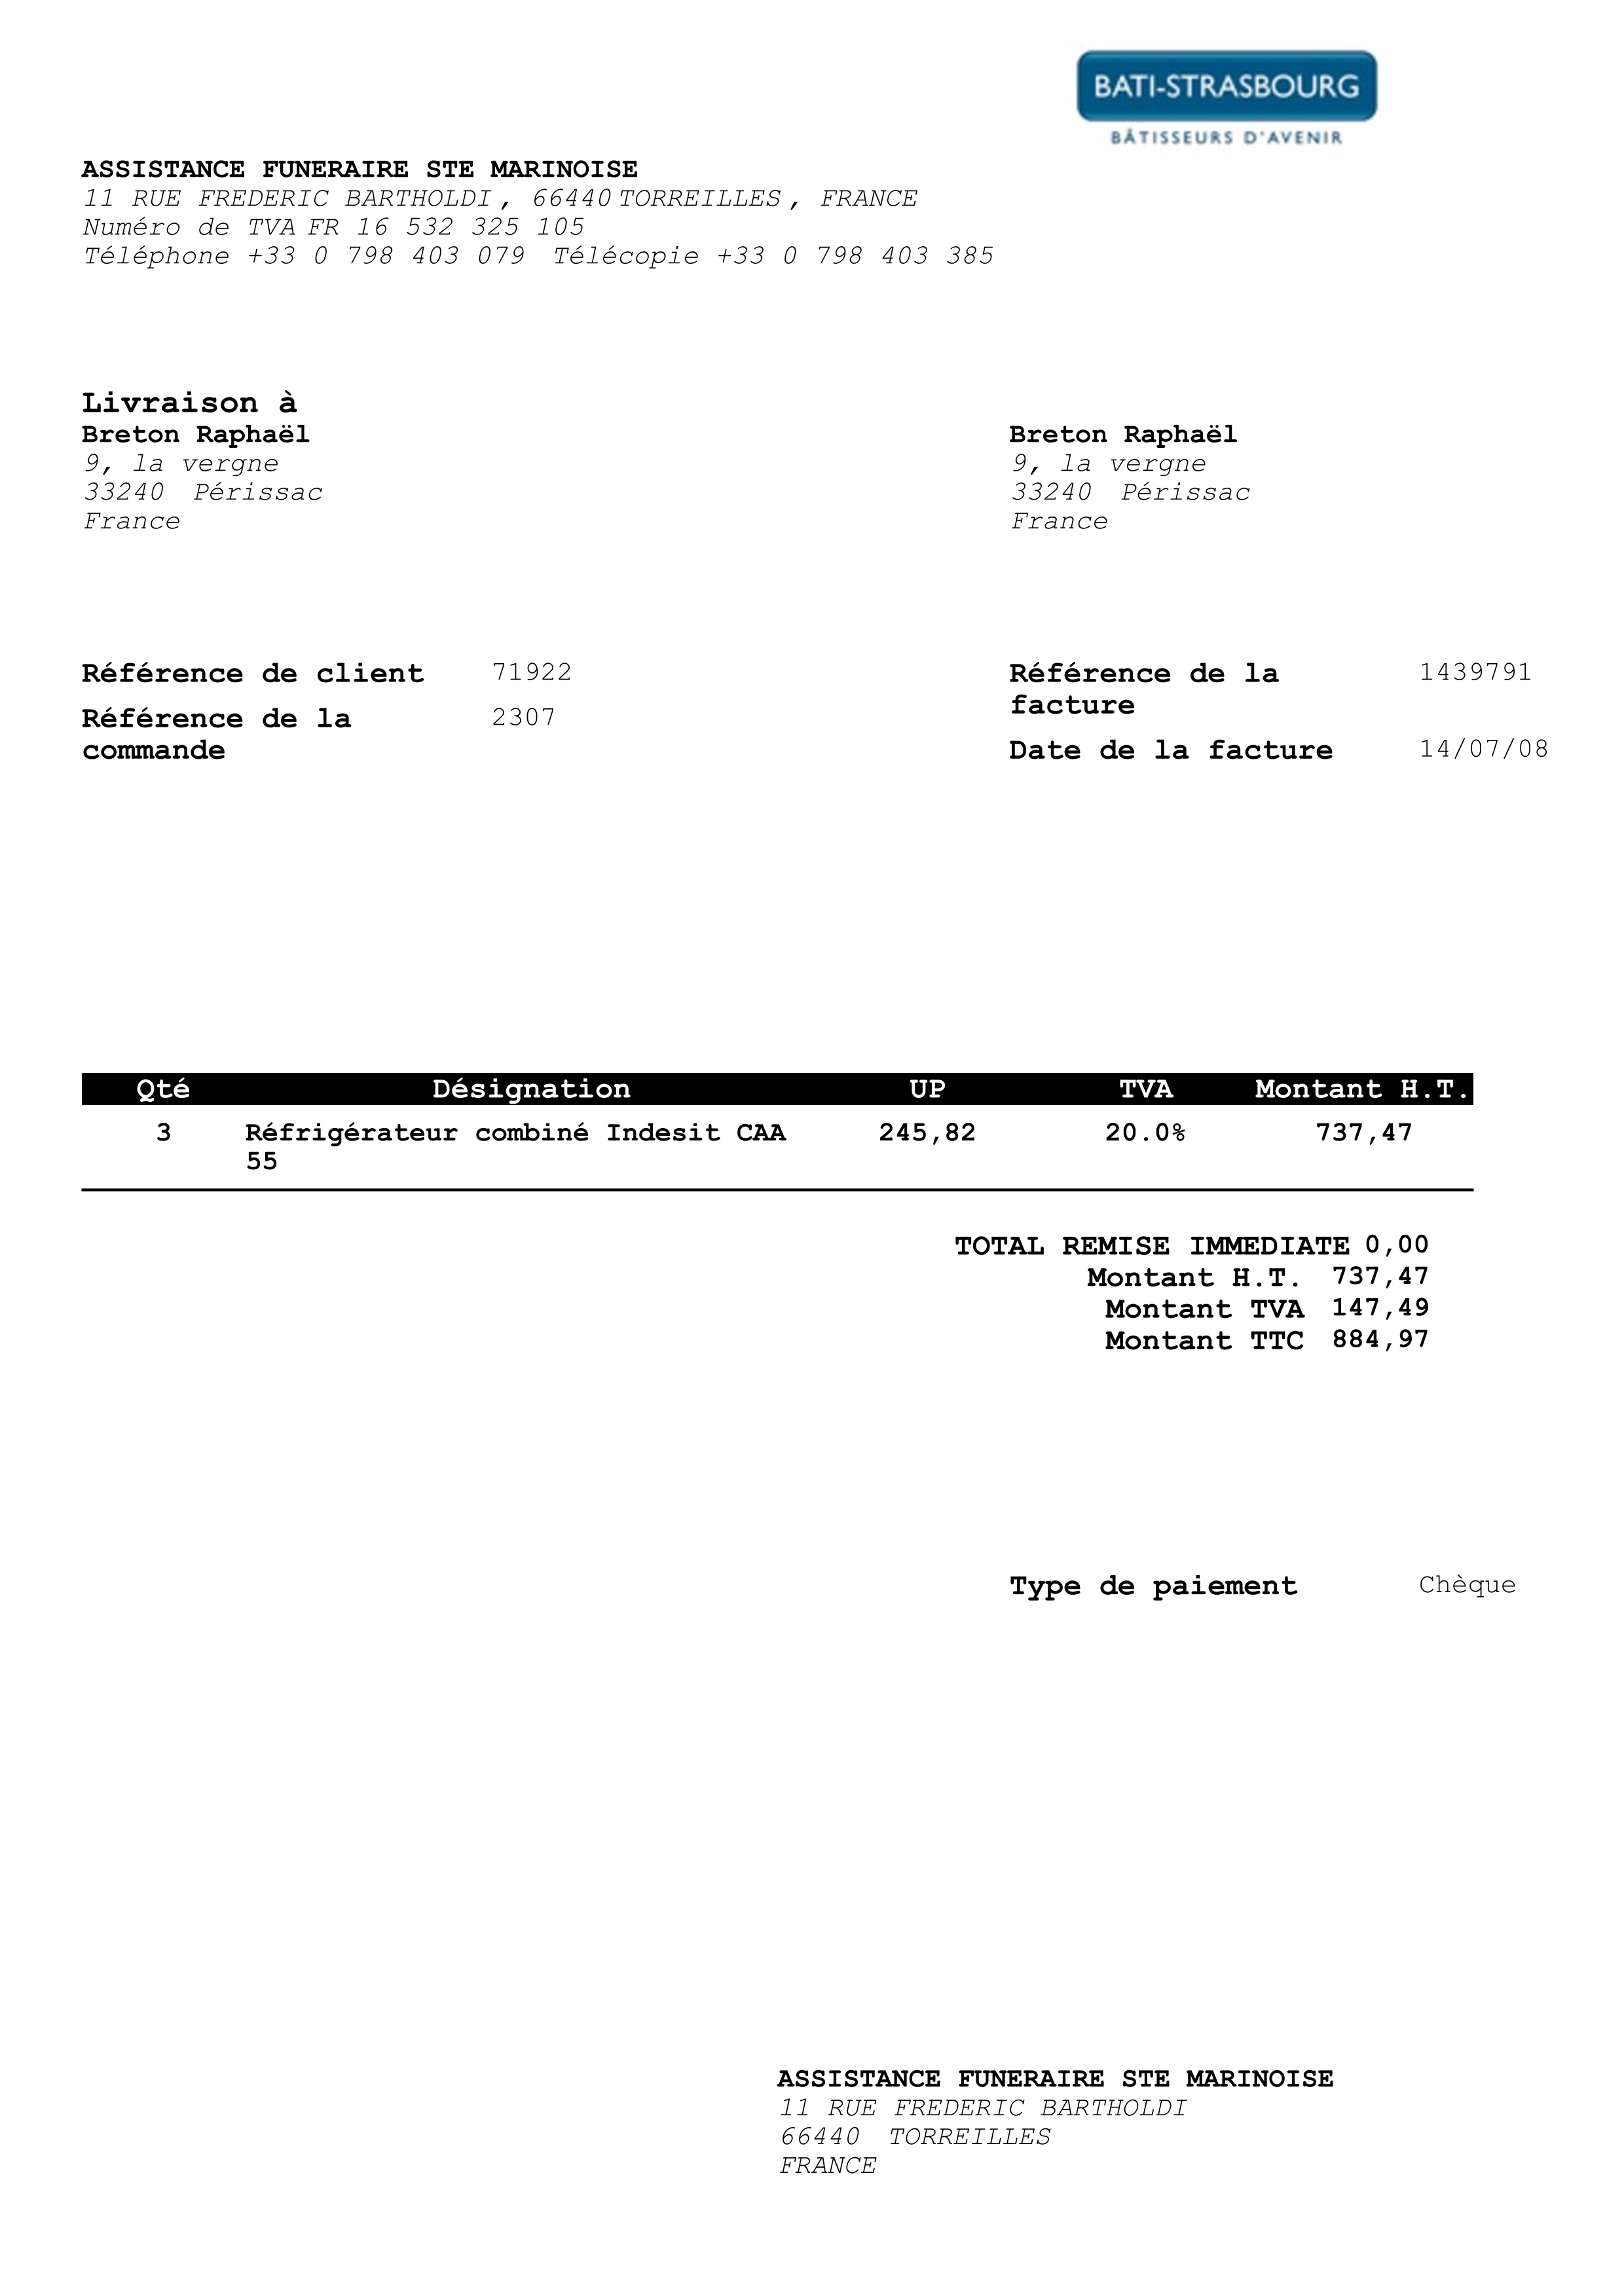 BATI-STRASBOURG
BÂTISSEURS D'AVENIR
ASSISTANCE FUNERAIRE STE MARINOISE
11 RUE FREDERIC BARTHOLDI, 66440 TORREILLES, FRANCE
Numéro de TVA FR 16 532 325 105
Téléphone +33 0 798 403 079 Télécopie +33 0 798 403 385
Livraison à
Breton Raphaël
9, la vergne
33240 Périssac
France
Breton Raphaël
9, la vergne
33240 Périssac
France
Référence de client 71922
Référence de la 2307
commande
Référence de la 1439791
facture
Date de la facture 14/07/08
Qté Désignation UP TVA Montant H.T.
3 Réfrigérateur combiné Indesit CAA 245,82 20.0% 737,47
55
TOTAL REMISE IMMEDIATE 0,00
Montant H.T. 737,47
Montant TVA 147,49
Montant TTC 884,97
Type de paiement Chèque
ASSISTANCE FUNERAIRE STE MARINOISE
11 RUE FREDERIC BARTHOLDI
66440 TORREILLES
FRANCE